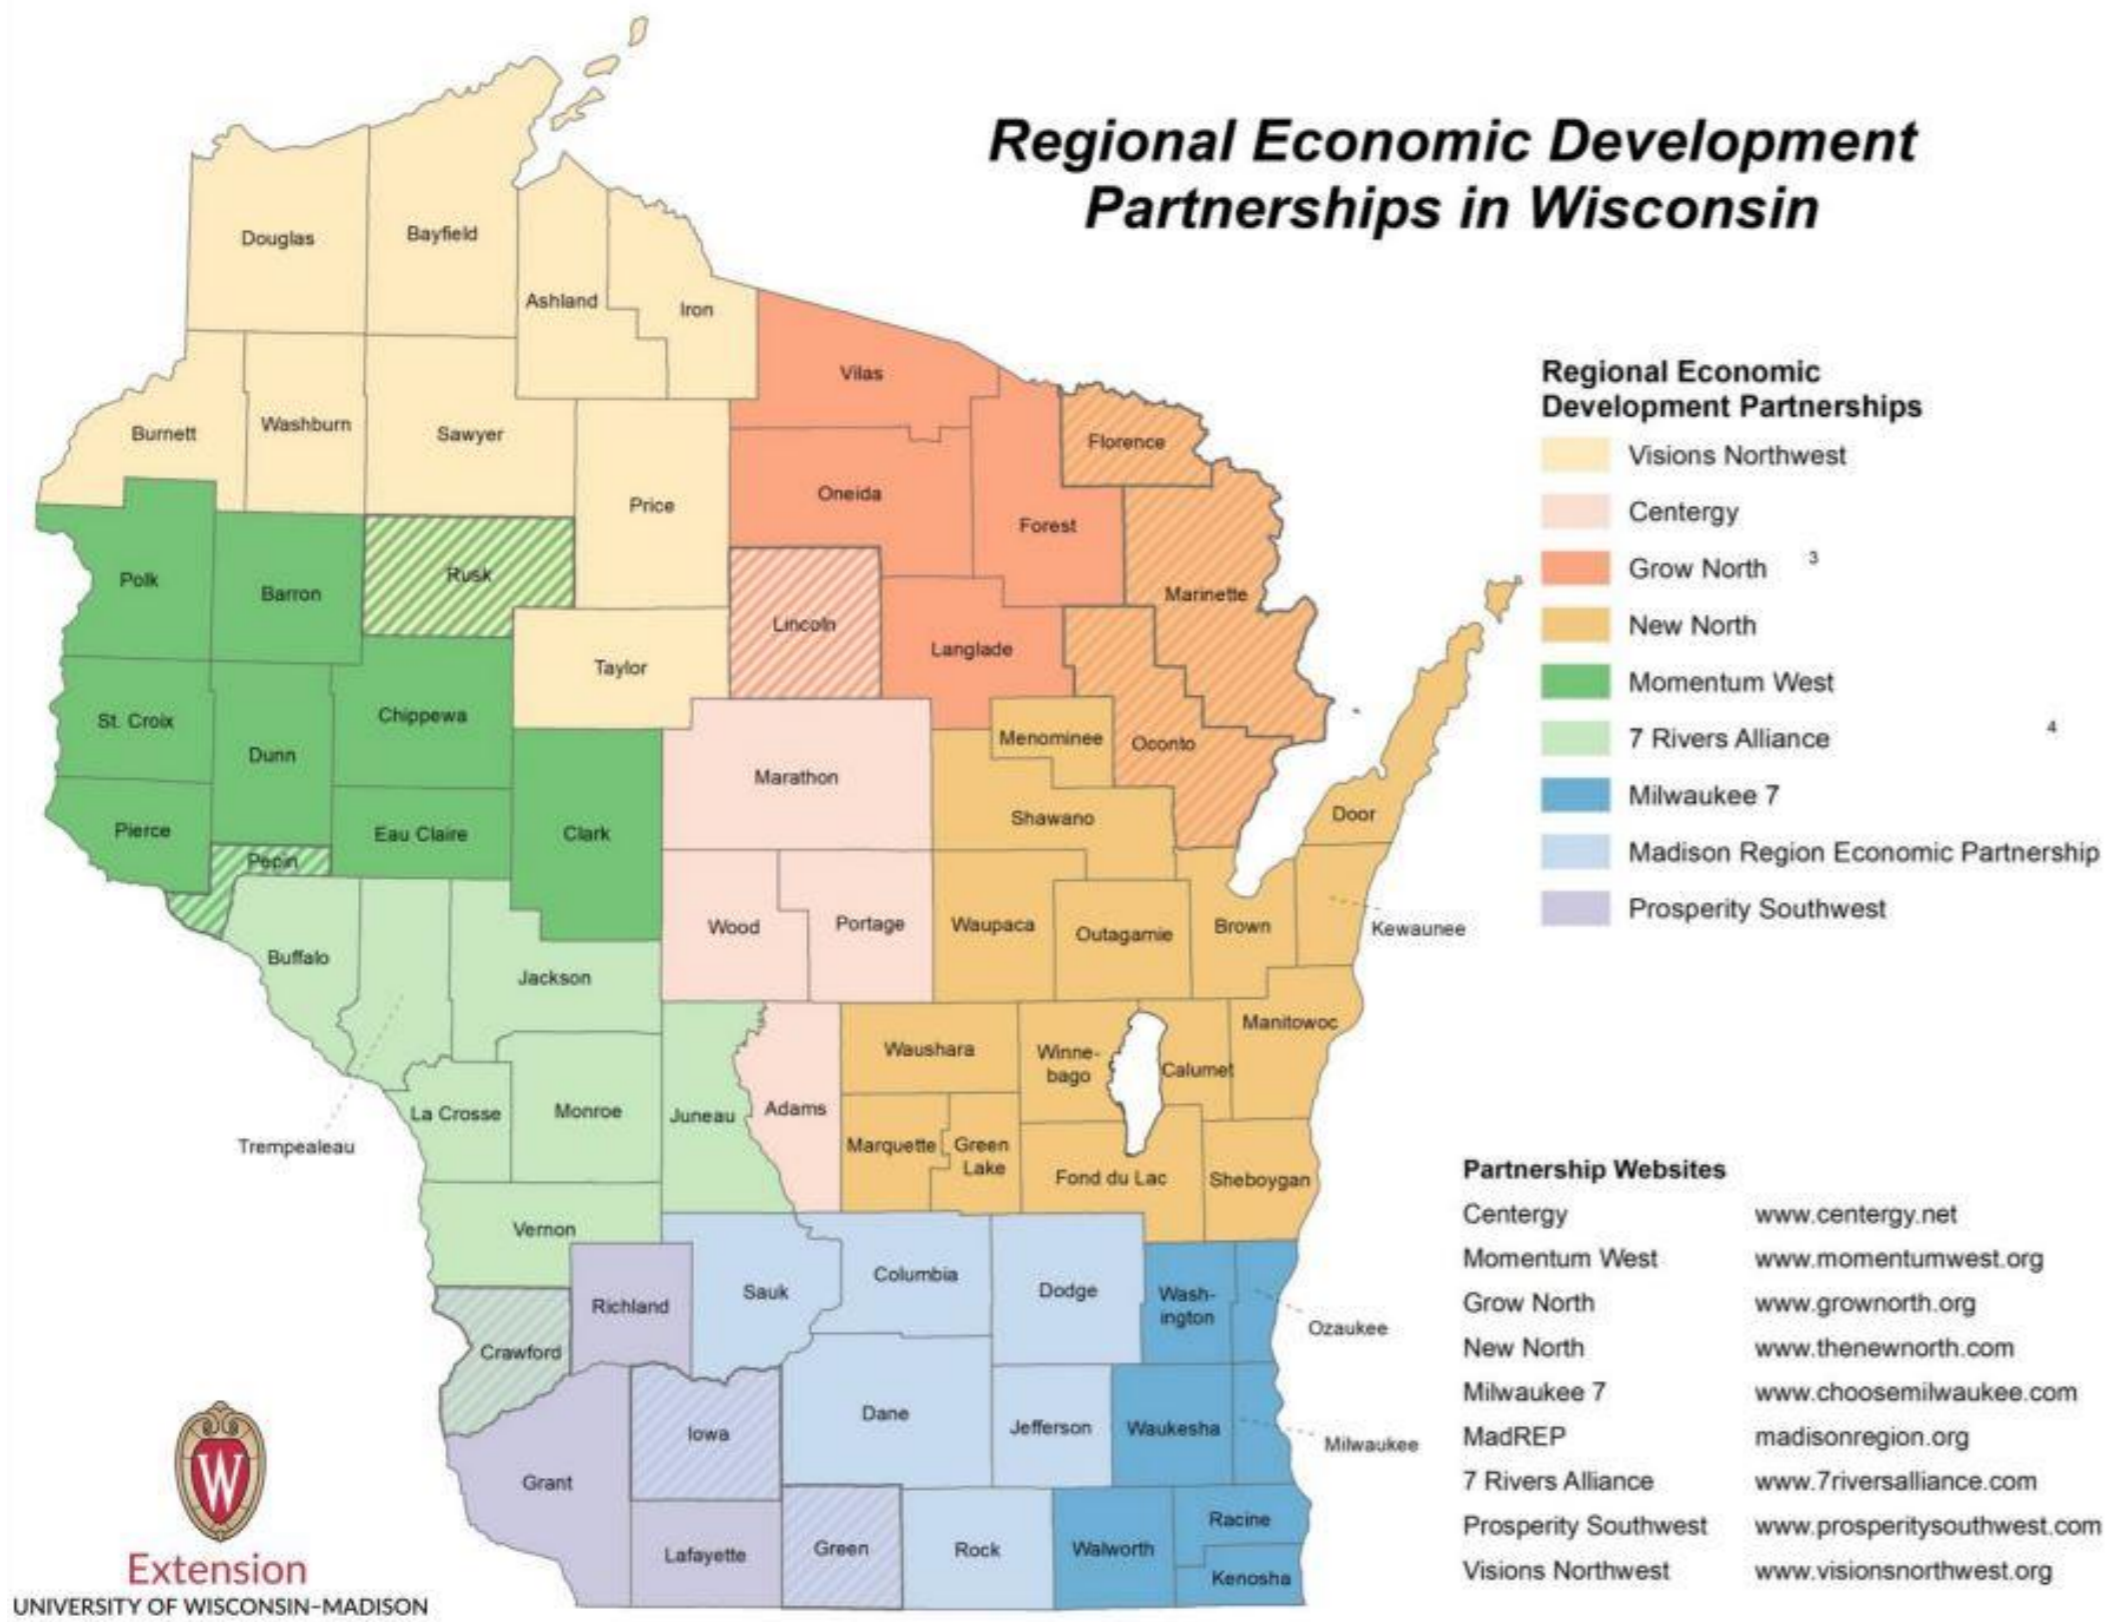 Regional Economic Development
Partnerships in Wisconsin
Douglas
Bayfield
Ashland
Iron
Vilas
Burnett
Washburn
Sawyer
Florence
Oneida
Price
Forest
Polk
Barron
Rusk
Lincoln
Marinette
Taylor
Langlade
St. Croix
Chippewa
Menominee
Oconto
Dunn
Marathon
Shawano
Door
Pierce
Eau Claire
Clark
Pepin
Wood
Portage
Waupaca
Outagamie
Brown
Kewaunee
Buffalo
Jackson
Manitowoc
Waushara
Winne-
bago
Calumet
La Crosse
Monroe
Juneau
Adams
Trempealeau
Marquette
Green
Lake
Fond du Lac
Sheboygan
Vernon
Richland
Sauk
Columbia
Dodge
Wash-
ington
Ozaukee
Crawford
Iowa
Dane
Jefferson
Waukesha
Milwaukee
Grant
Lafayette
Green
Rock
Walworth
Racine
Kenosha
Regional Economic
Development Partnerships
Visions Northwest
Centergy
Grow North 3
New North
Momentum West
7 Rivers Alliance 4
Milwaukee 7
Madison Region Economic Partnership
Prosperity Southwest
Partnership Websites
Centergy www.centergy.net
Momentum West www.momentumwest.org
Grow North www.grownorth.org
New North www.thenewnorth.com
Milwaukee 7 www.choosemilwaukee.com
MadREP madisonregion.org
7 Rivers Alliance www.7riversalliance.com
Prosperity Southwest www.prosperitysouthwest.com
Visions Northwest www.visionsnorthwest.org
W
Extension
UNIVERSITY OF WISCONSIN–MADISON